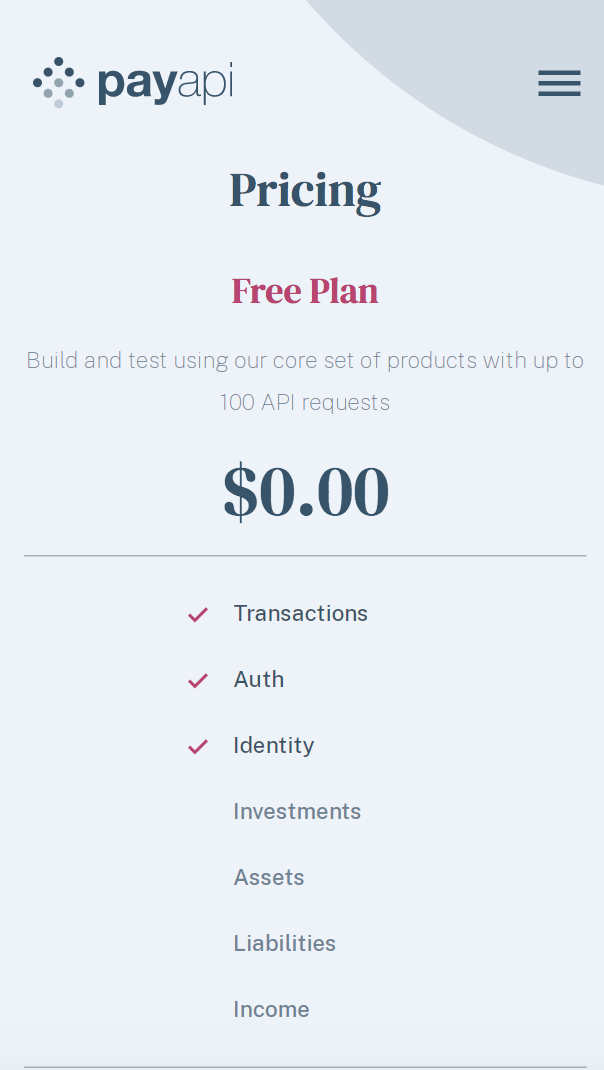 payapi
Pricing
Free Plan
Build and test using our core set of products with up to
100 API requests
$0.00
Transactions
Auth
Identity
Investments
Assets
Liabilities
Income